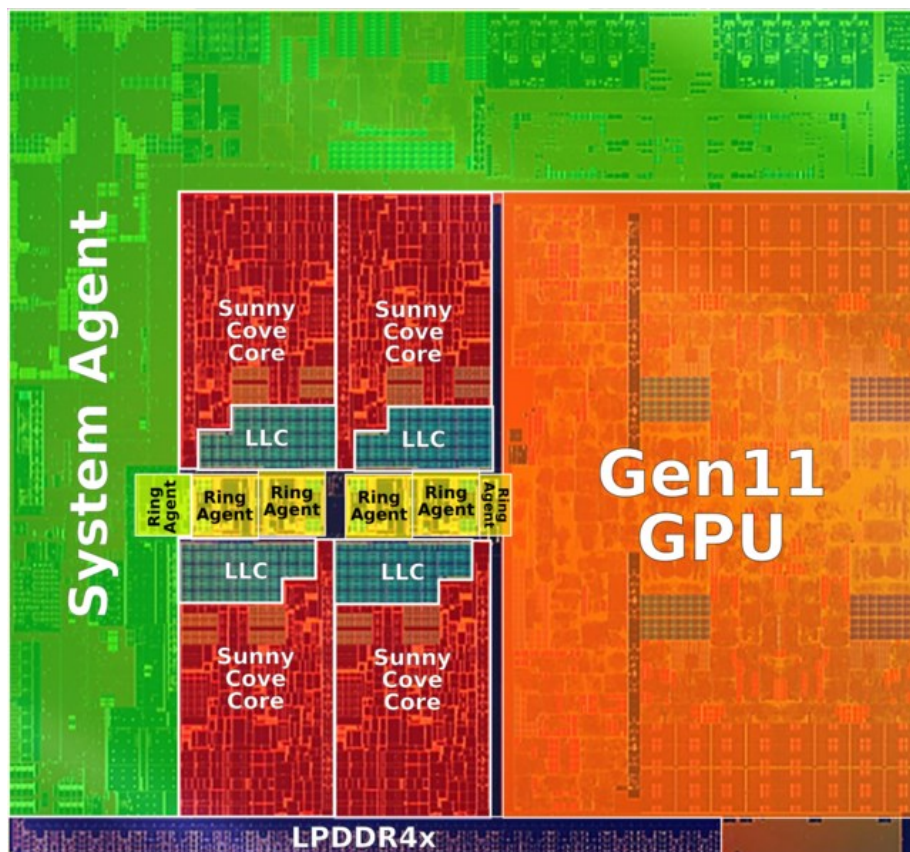 System Agent
Sunny
Cove
Core
Sunny
Cove
Core
LLC
LLC
Ring
Agent
Ring
Agent
Ring
Agent
Ring
Agent
Ring
Agent
Ring
Agent
Gen11
GPU
LLC
LLC
Sunny
Cove
Core
Sunny
Cove
Core
LPDDR4x